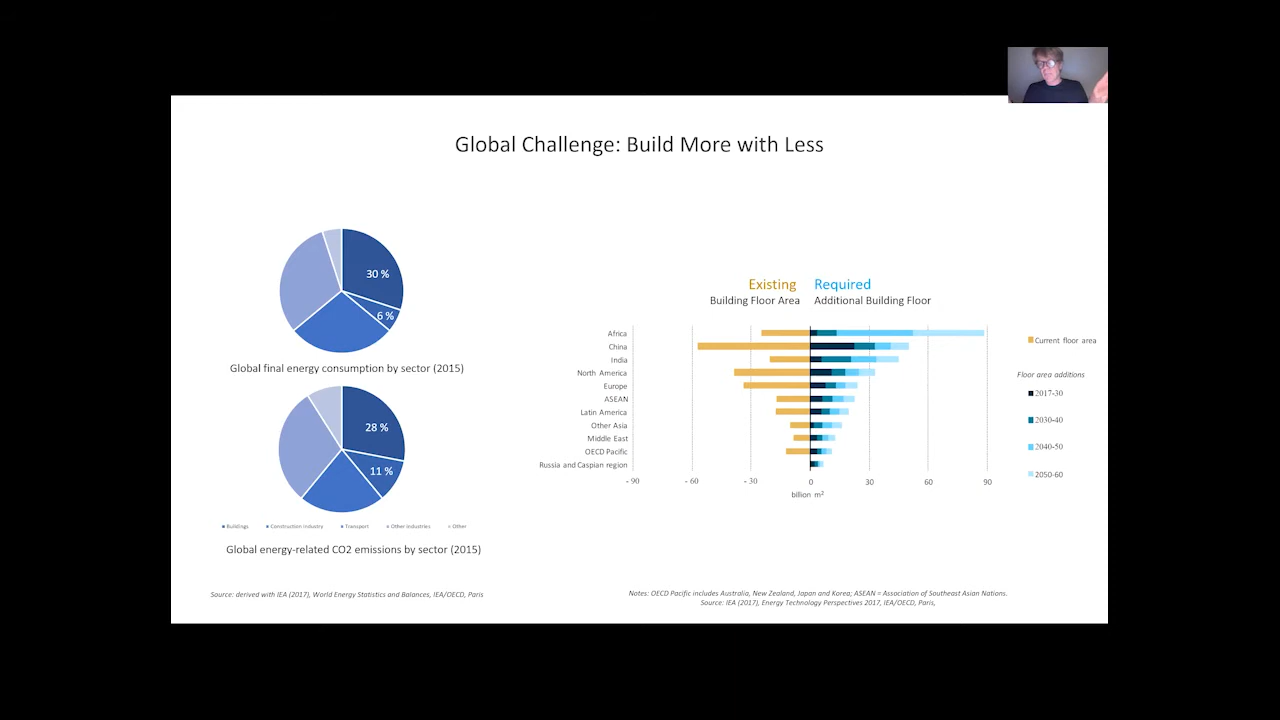 Global Challenge: Build More with Less
30 %
6 %
Global final energy consumption by sector (2015)
28 %
11 %
Buildings Construction industry Transport Other industries Other
Global energy-related CO2 emissions by sector (2015)
Source: derived with IEA (2017), World Energy Statistics and Balances, IEA/OECD, Paris
Existing Required
Building Floor Area Additional Building Floor
Africa
China
India
North America
Europe
ASEAN
Latin America
Other Asia
Middle East
OECD Pacific
Russia and Caspian region
- 90 - 60 - 30 0 30 60 90
billion m²
Current floor area
Floor area additions
2017-30
2030-40
2040-50
2050-60
Notes: OECD Pacific includes Australia, New Zealand, Japan and Korea; ASEAN = Association of Southeast Asian Nations.
Source: IEA (2017), Energy Technology Perspectives 2017, IEA/OECD, Paris,